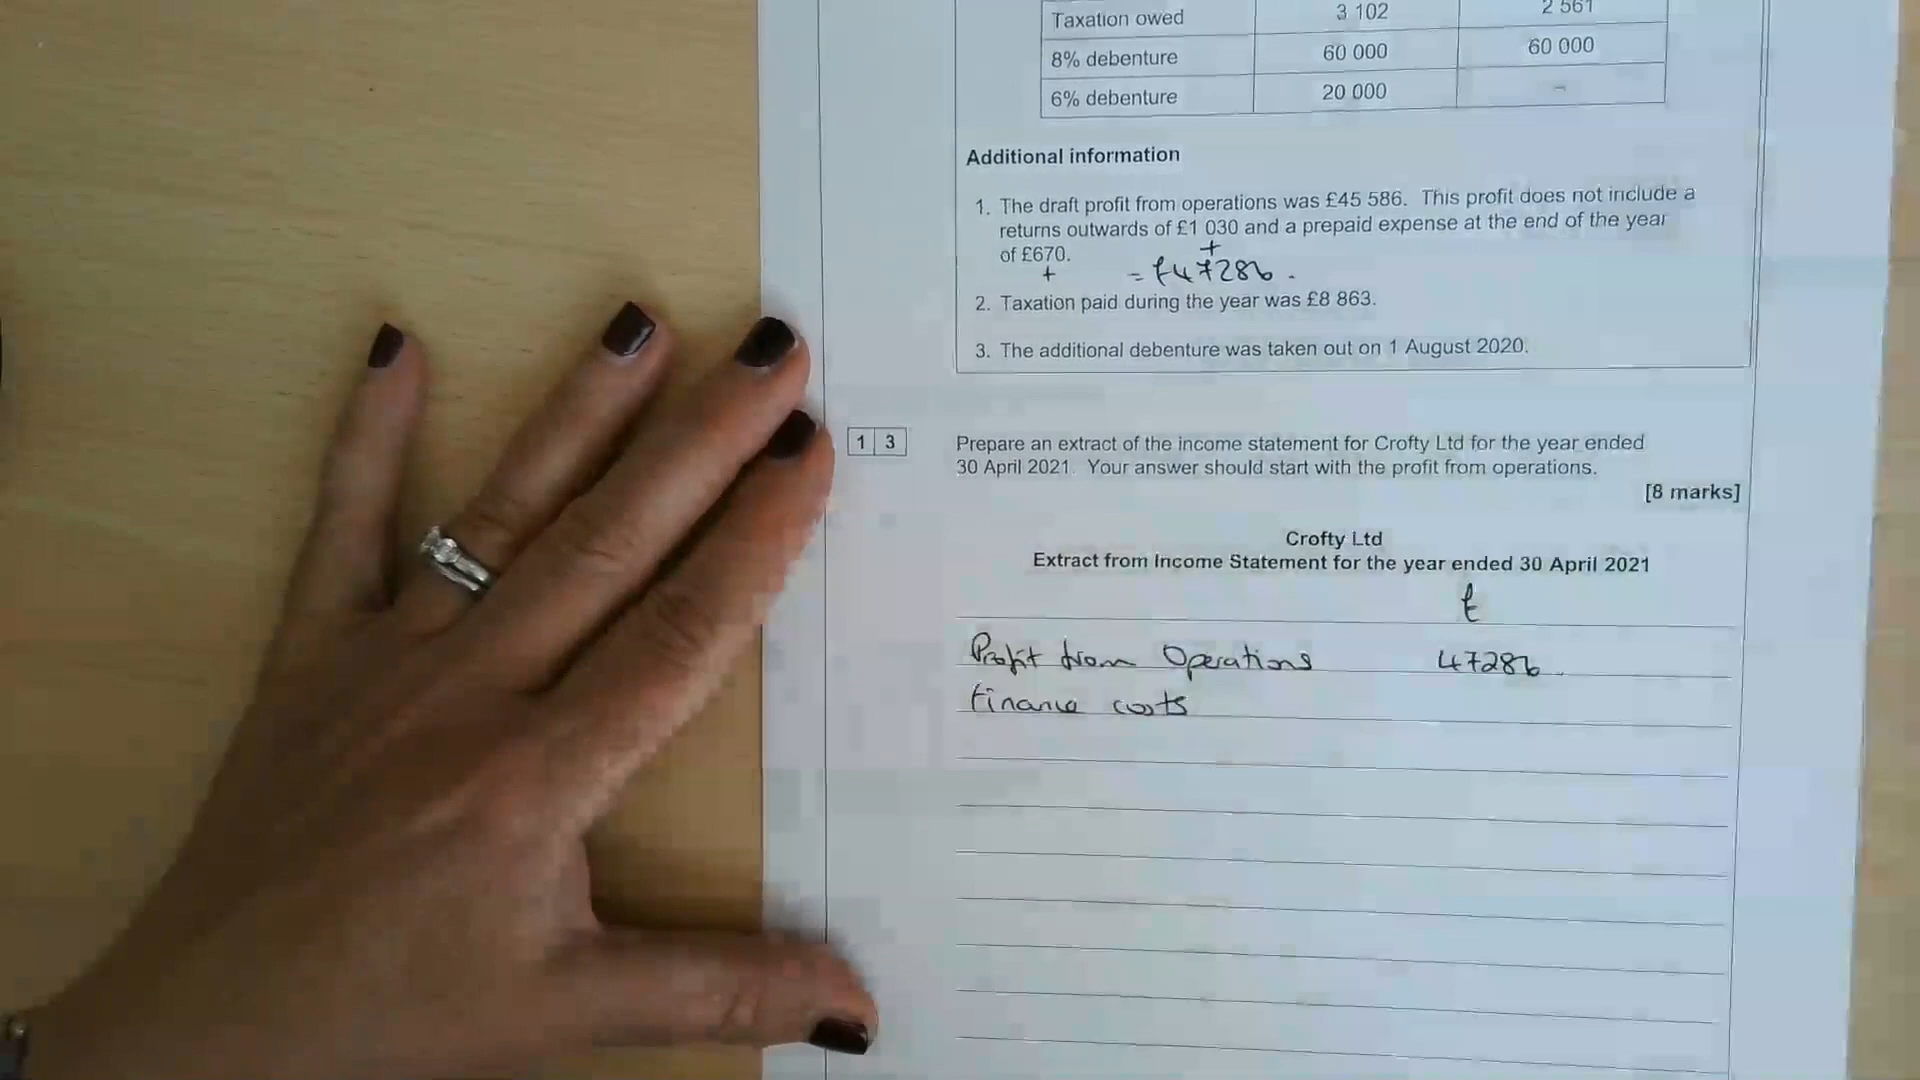 Taxation owed 3 102 2 561
8% debenture 60 000 60 000
6% debenture 20 000 –
Additional information
1. The draft profit from operations was £45 586. This profit does not include a
returns outwards of £1 030 and a prepaid expense at the end of the year
of £670. +
+ = £47286.
2. Taxation paid during the year was £8 863.
3. The additional debenture was taken out on 1 August 2020.
1 3 Prepare an extract of the income statement for Crofty Ltd for the year ended
30 April 2021. Your answer should start with the profit from operations.
[8 marks]
Crofty Ltd
Extract from Income Statement for the year ended 30 April 2021
£
Profit from Operations 47286
Finance costs